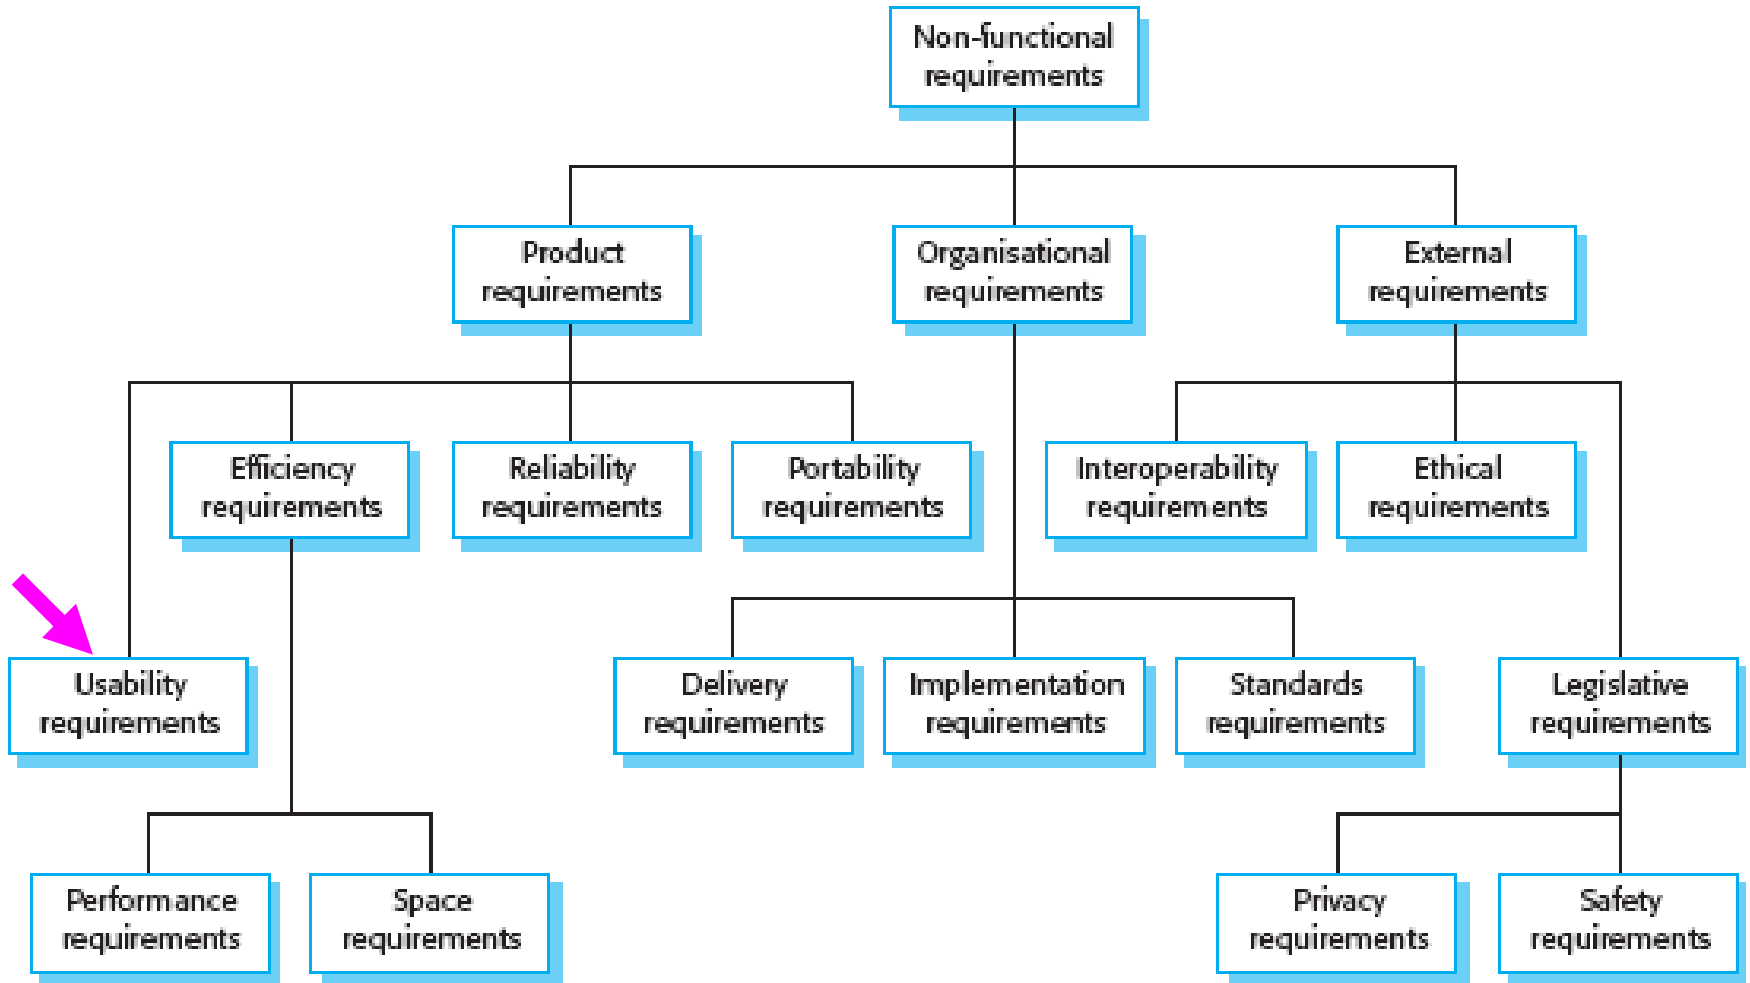 Non-functional
requirements
Product
requirements
Organisational
requirements
External
requirements
Efficiency
requirements
Reliability
requirements
Portability
requirements
Interoperability
requirements
Ethical
requirements
Usability
requirements
Delivery
requirements
Implementation
requirements
Standards
requirements
Legislative
requirements
Performance
requirements
Space
requirements
Privacy
requirements
Safety
requirements